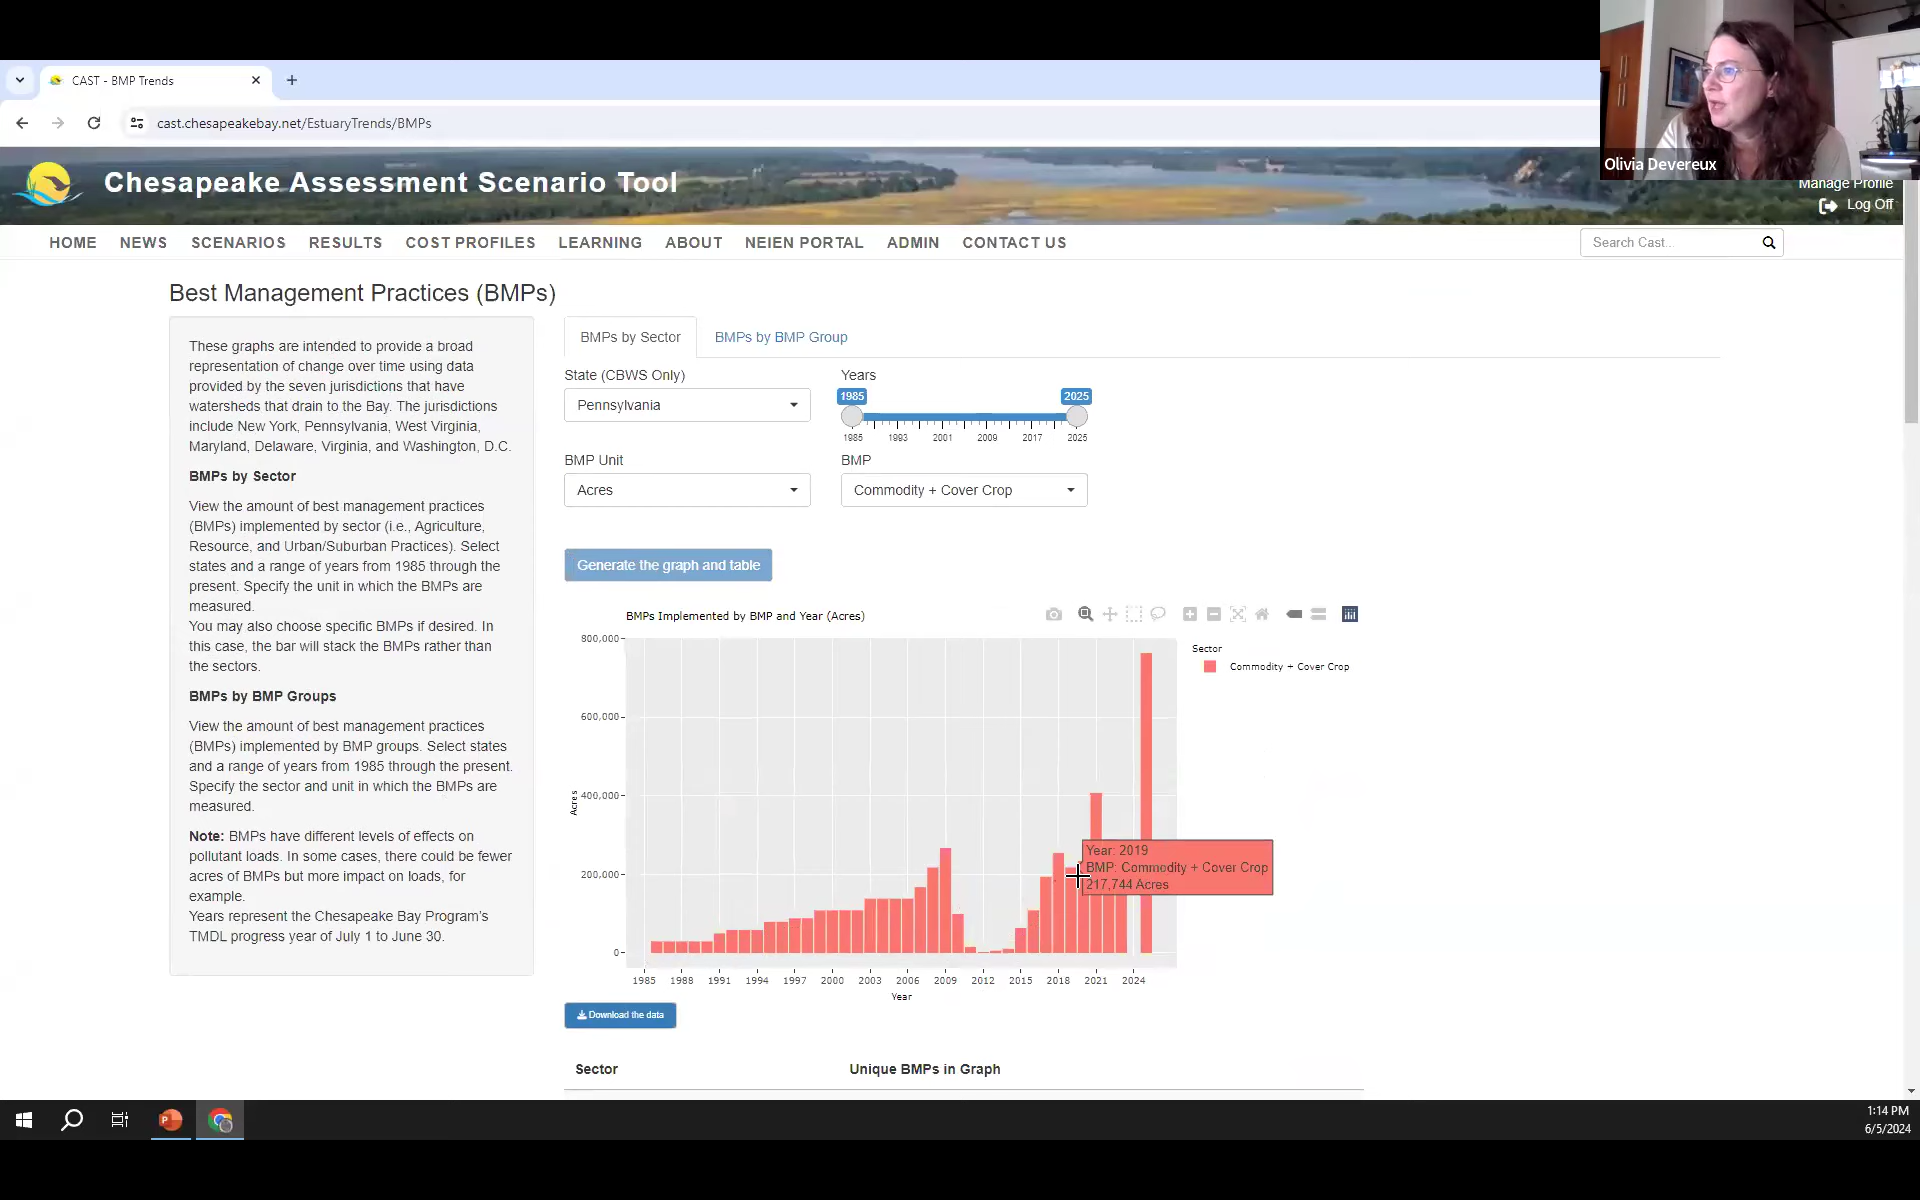 CAST - BMP Trends
cast.chesapeakebay.net/EstuaryTrends/BMPs
Olivia Devereux
Chesapeake Assessment Scenario Tool
Manage Profile
Log Off
HOME NEWS SCENARIOS RESULTS COST PROFILES LEARNING ABOUT NEIEN PORTAL ADMIN CONTACT US
Search Cast...
Best Management Practices (BMPs)
These graphs are intended to provide a broad
representation of change over time using data
provided by the seven jurisdictions that have
watersheds that drain to the Bay. The jurisdictions
include New York, Pennsylvania, West Virginia,
Maryland, Delaware, Virginia, and Washington, D.C.
BMPs by Sector
View the amount of best management practices
(BMPs) implemented by sector (i.e., Agriculture,
Resource, and Urban/Suburban Practices). Select
states and a range of years from 1985 through the
present. Specify the unit in which the BMPs are
measured.
You may also choose specific BMPs if desired. In
this case, the bar will stack the BMPs rather than
the sectors.
BMPs by BMP Groups
View the amount of best management practices
(BMPs) implemented by BMP groups. Select states
and a range of years from 1985 through the present.
Specify the sector and unit in which the BMPs are
measured.
Note: BMPs have different levels of effects on
pollutant loads. In some cases, there could be fewer
acres of BMPs but more impact on loads, for
example.
Years represent the Chesapeake Bay Program's
TMDL progress year of July 1 to June 30.
BMPs by Sector BMPs by BMP Group
State (CBWS Only) Years
Pennsylvania
1985 2025
1985 1993 2001 2009 2017 2025
BMP Unit BMP
Acres Commodity + Cover Crop
Generate the graph and table
BMPs Implemented by BMP and Year (Acres)
Sector
Commodity + Cover Crop
800,000
600,000
400,000
200,000
0
Acres
Year: 2019
BMP: Commodity + Cover Crop
217,744 Acres
1985 1988 1991 1994 1997 2000 2003 2006 2009 2012 2015 2018 2021 2024
Year
Download the data
Sector Unique BMPs in Graph
1:14 PM
6/5/2024